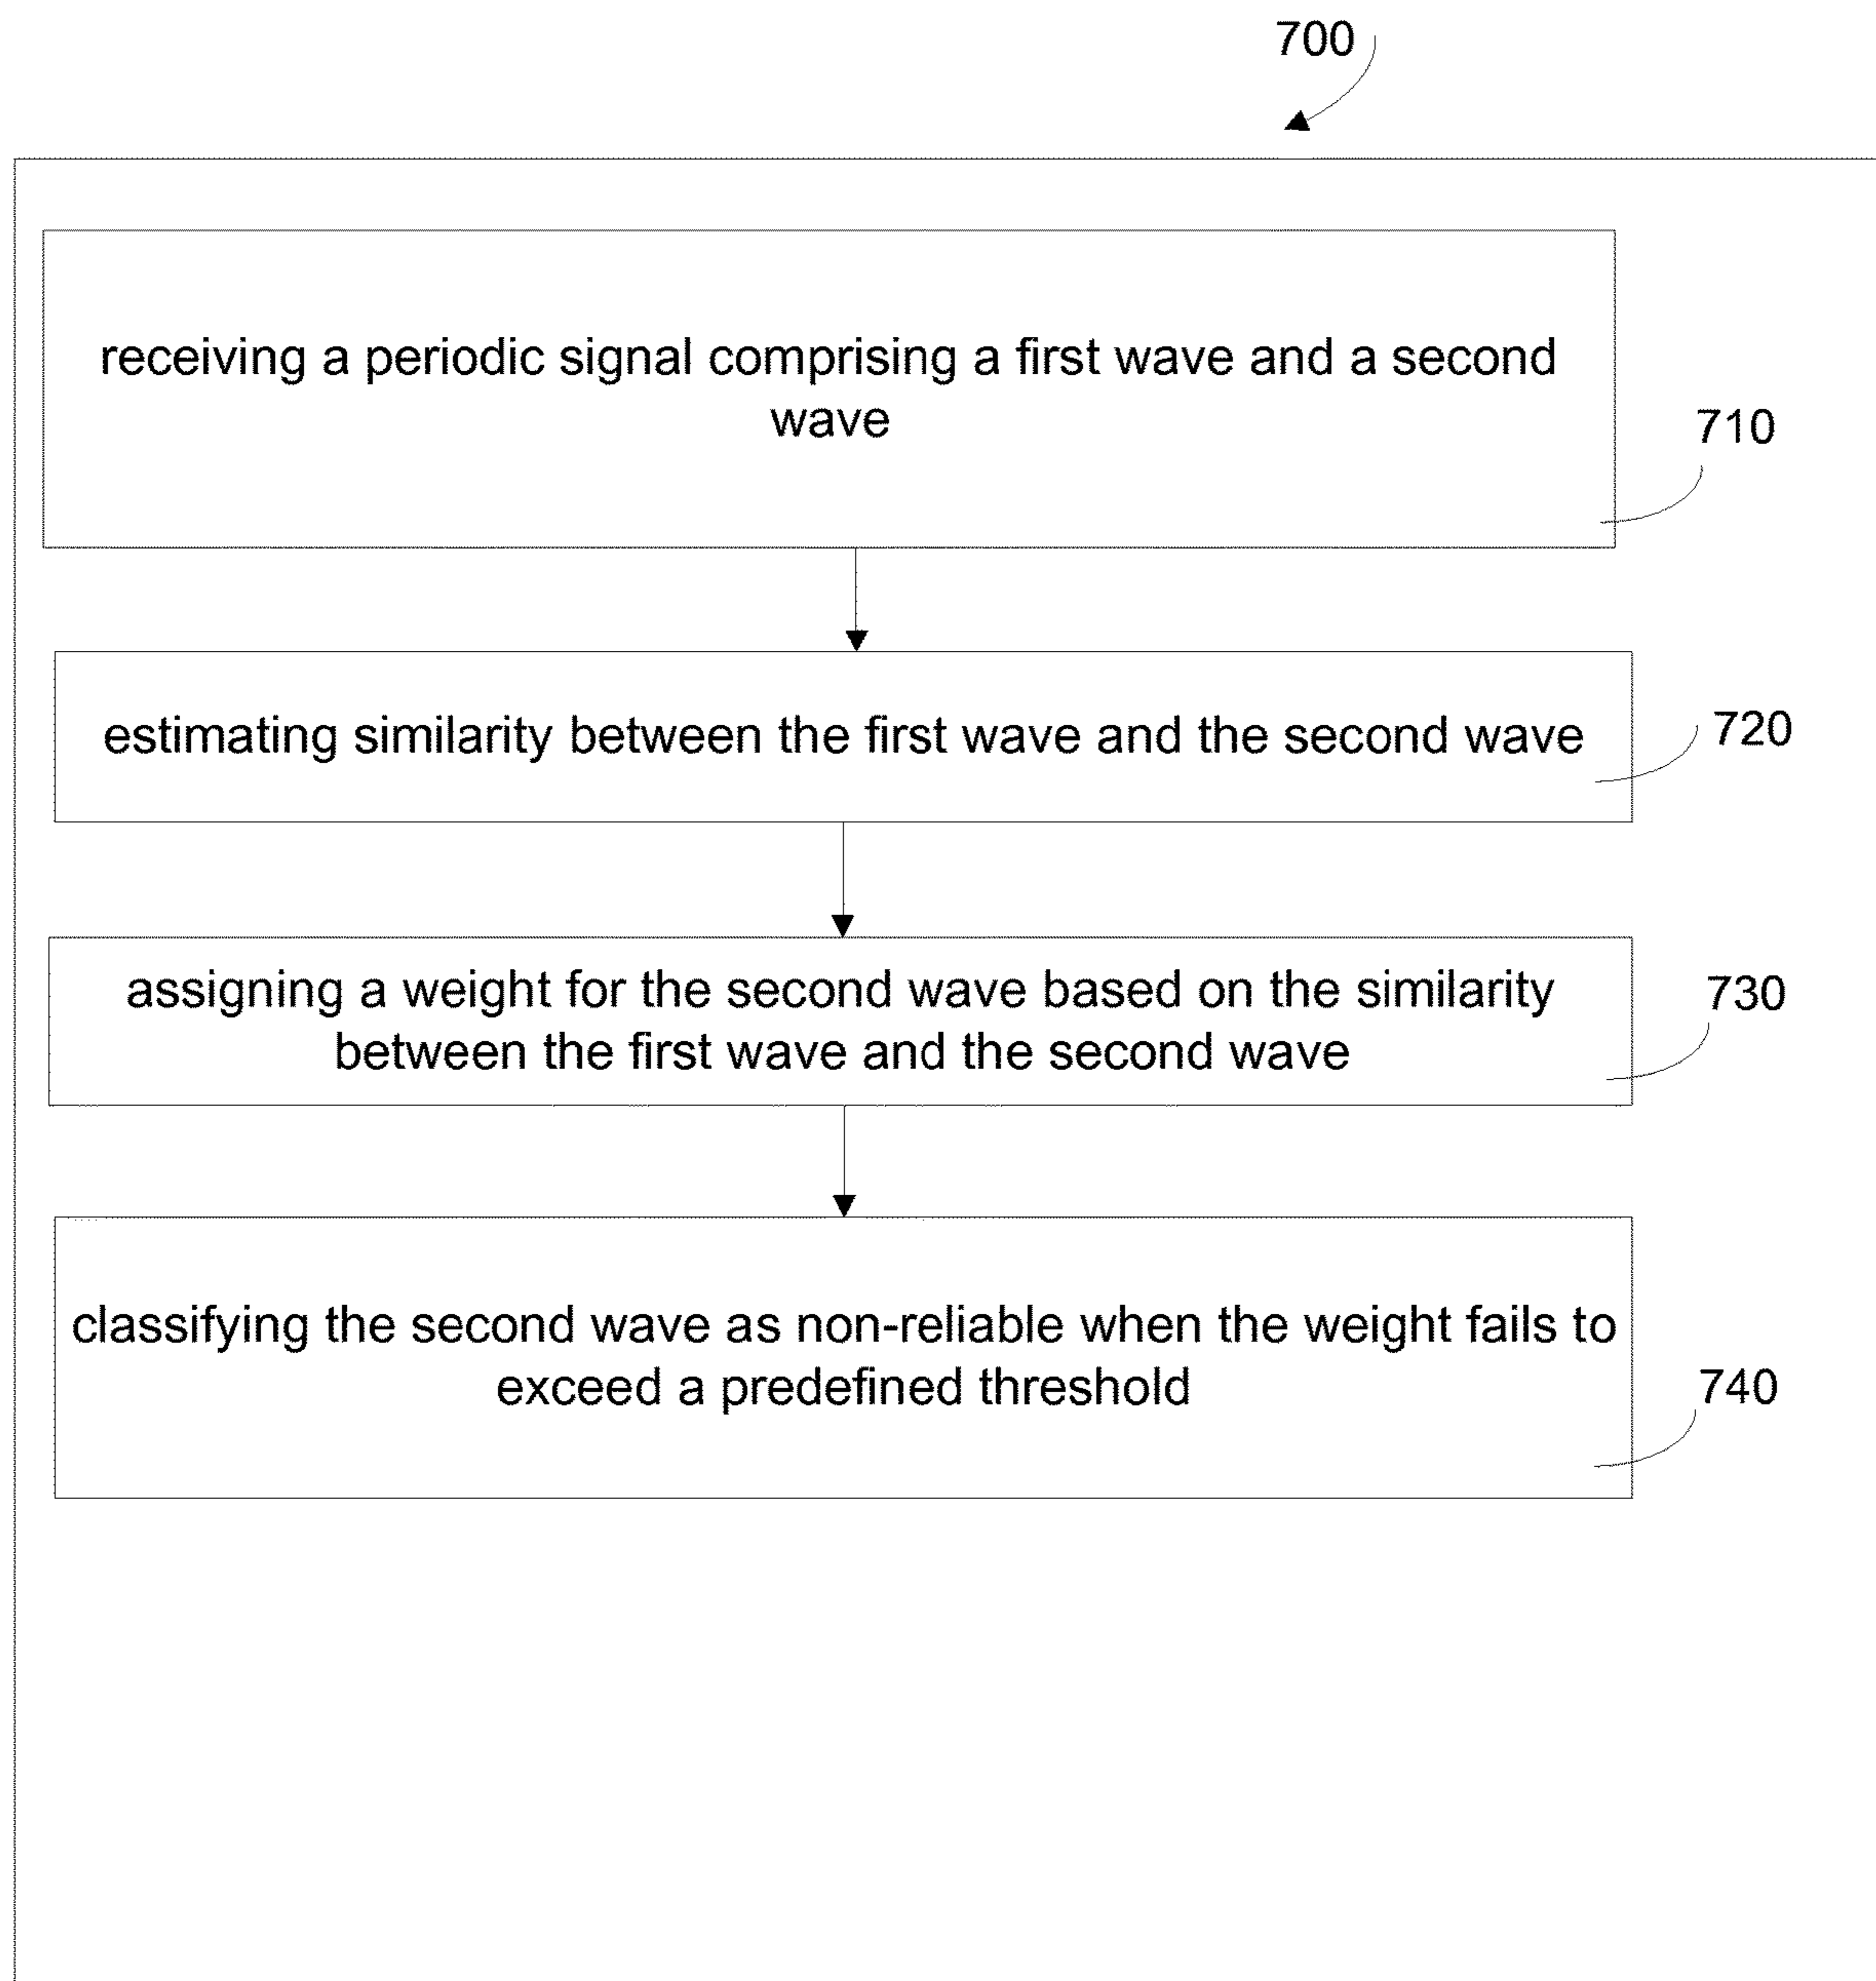 700
receiving a periodic signal comprising a first wave and a second
wave
710
estimating similarity between the first wave and the second wave
720
assigning a weight for the second wave based on the similarity
between the first wave and the second wave
730
classifying the second wave as non-reliable when the weight fails to
exceed a predefined threshold
740